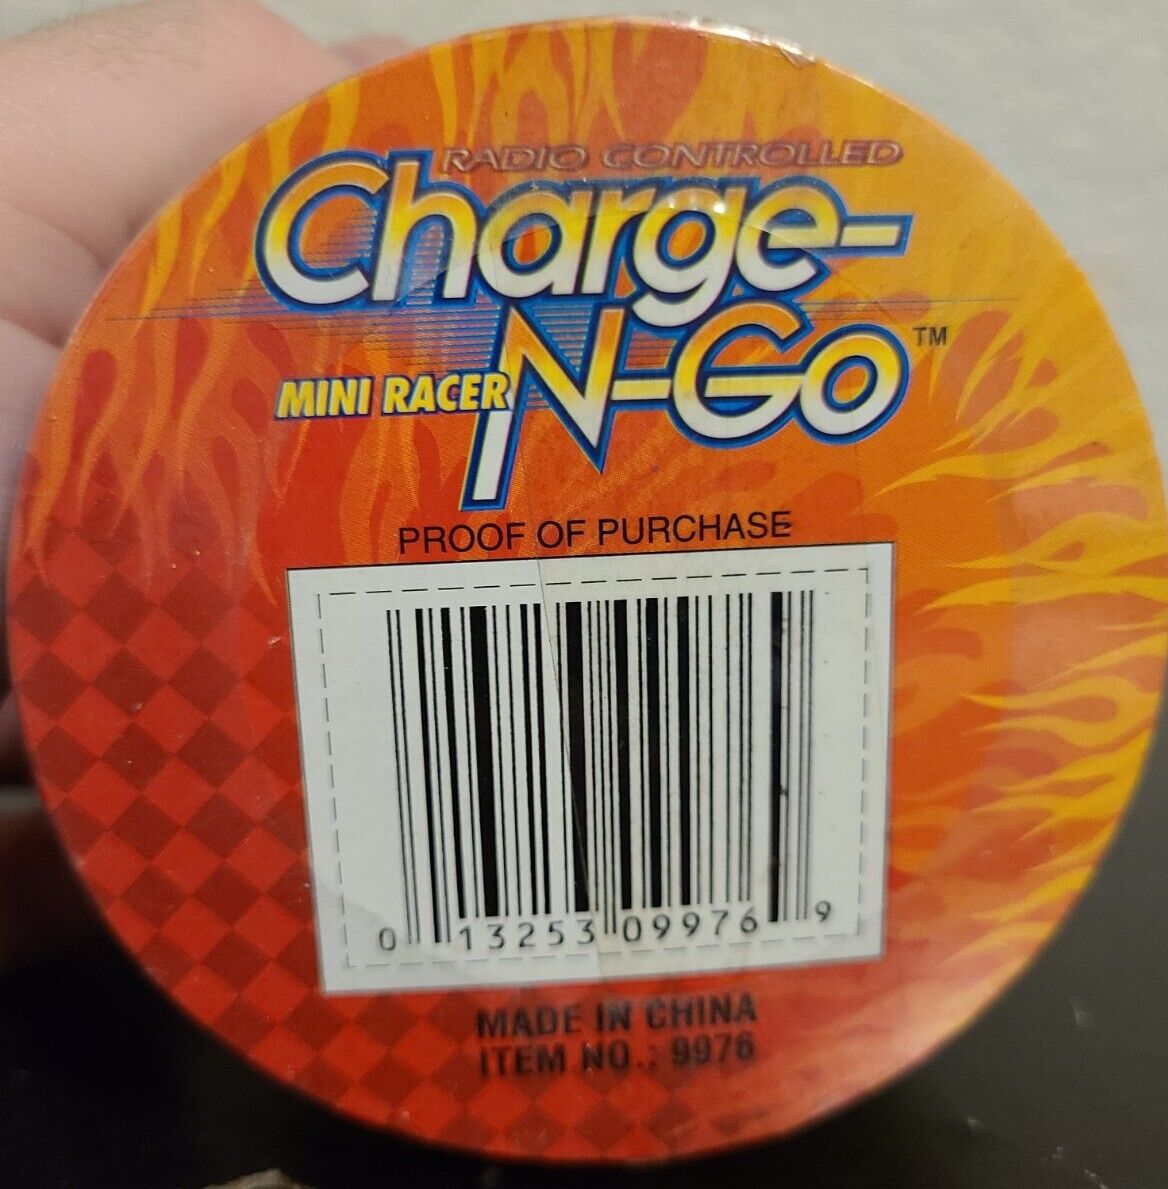 RADIO CONTROLLED
Charge-
N-Go™
MINI RACER
PROOF OF PURCHASE
0 13253 09976 9
MADE IN CHINA
ITEM NO.: 9976